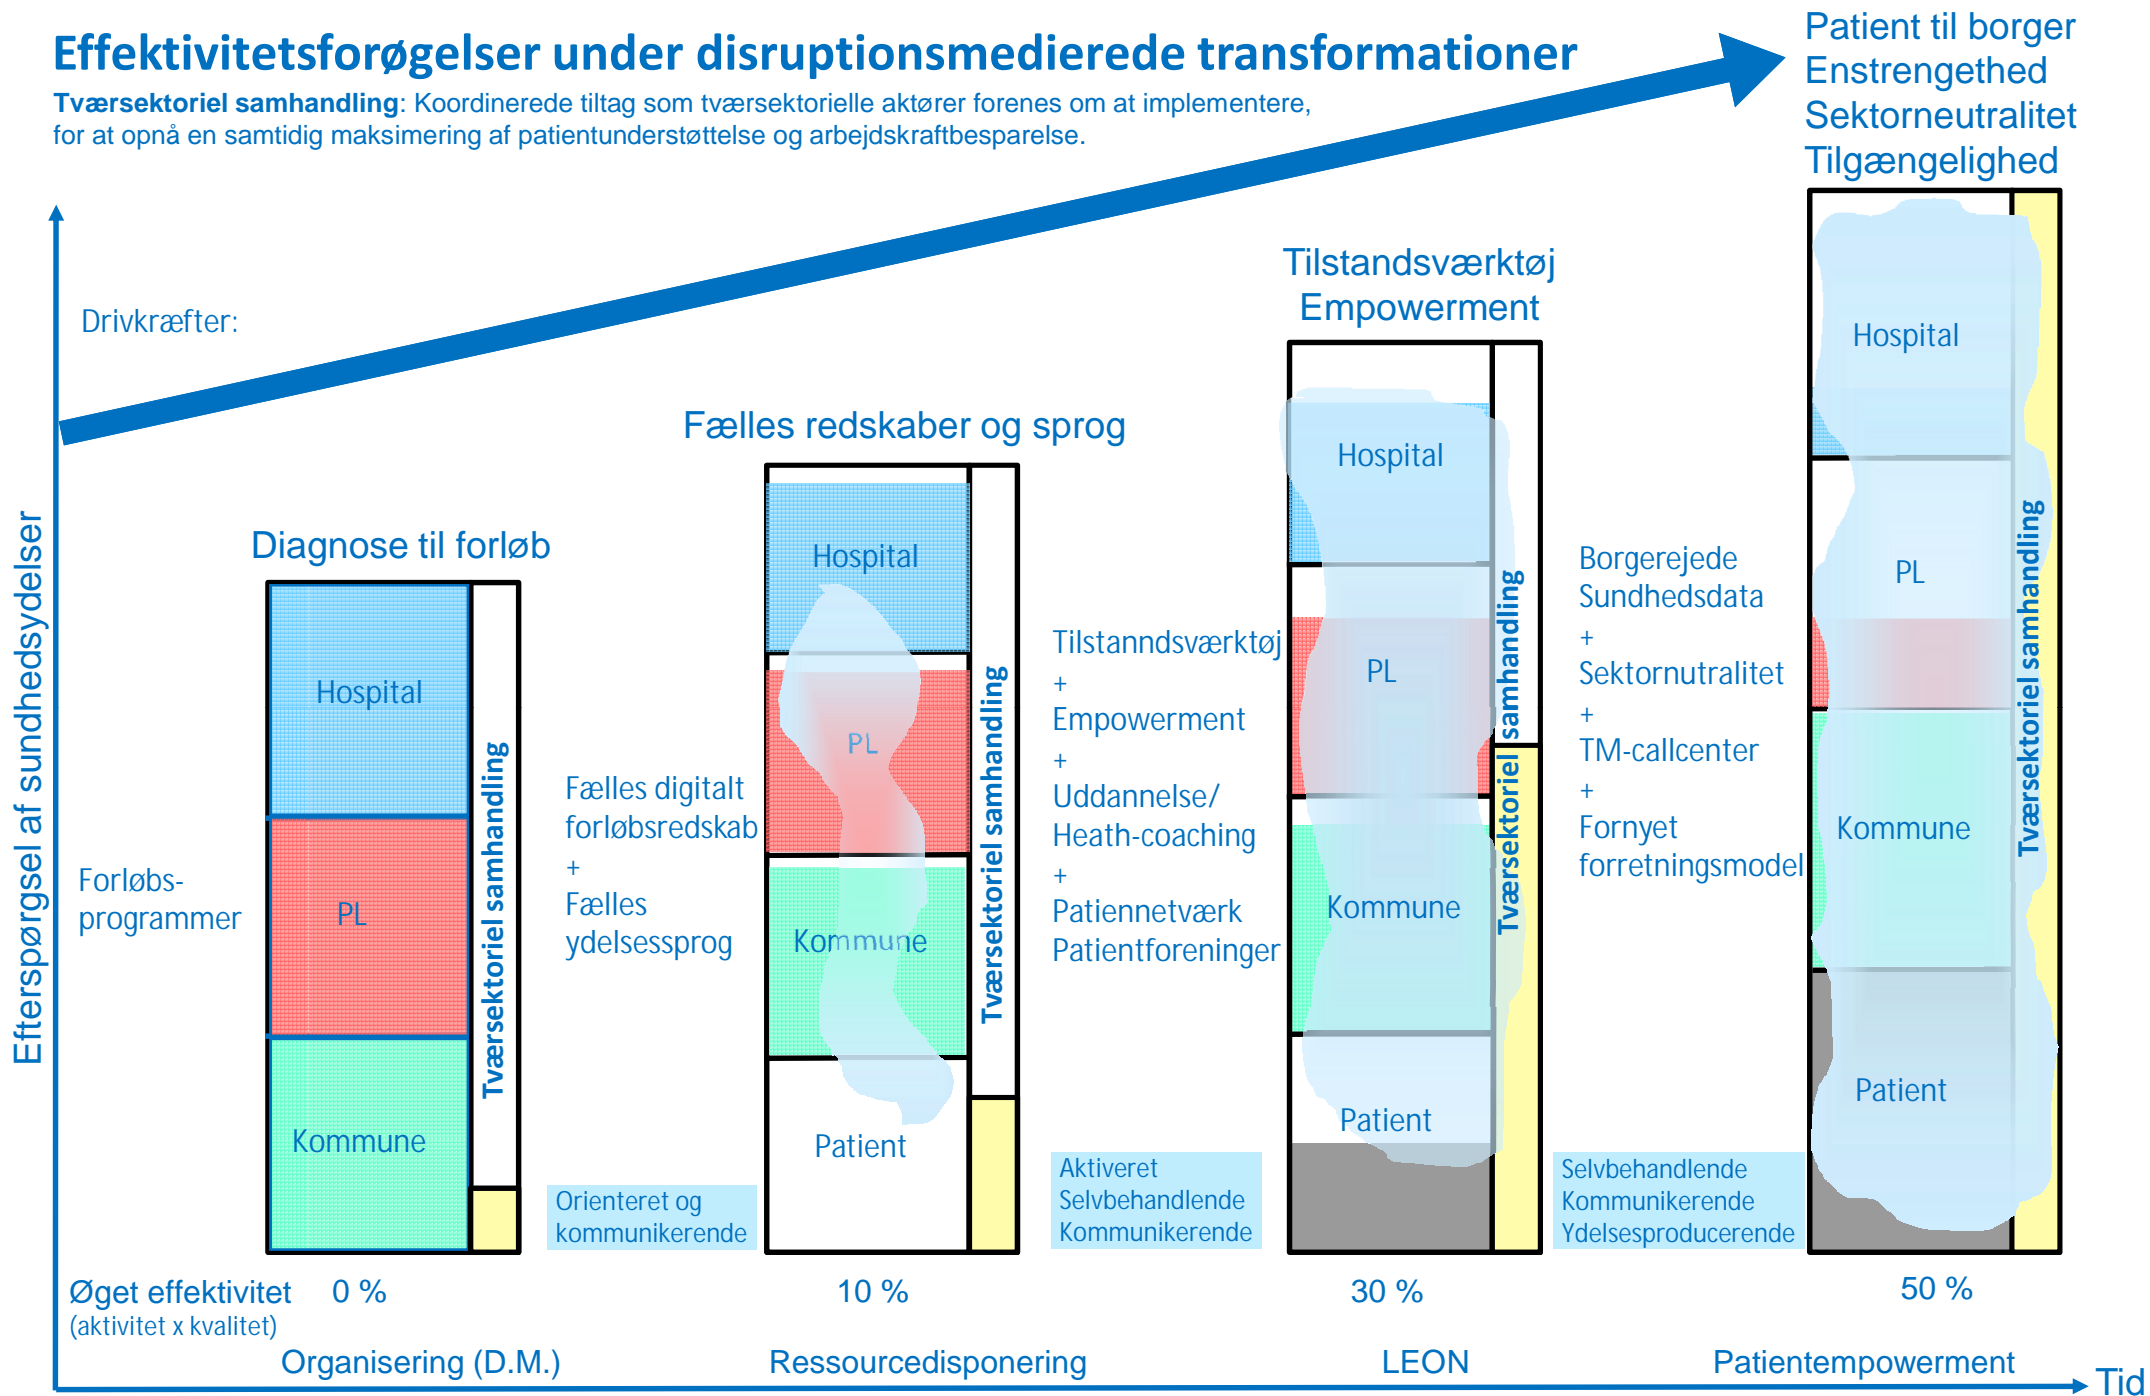 Effektivitetsforøgelser under disruptionsmedierede transformationer
Tværsektoriel samhandling: Koordinerede tiltag som tværsektorielle aktører forenes om at implementere,
for at opnå en samtidig maksimering af patientunderstøttelse og arbejdskraftbesparelse.
Patient til borger
Enstrengethed
Sektorneutralitet
Tilgængelighed
Efterspørgsel af sundhedsydelser
Drivkræfter:
Forløbs-
programmer
Diagnose til forløb
Hospital
PL
Kommune
Tværsektoriel samhandling
Fælles digitalt
forløbsredskab
+
Fælles
ydelsessprog
Orienteret og
kommunikerende
Fælles redskaber og sprog
Hospital
PL
Kommune
Patient
Tværsektoriel samhandling
Tilstanndsværktøj
+
Empowerment
+
Uddannelse/
Heath-coaching
+
Patiennetværk
Patientforeninger
Aktiveret
Selvbehandlende
Kommunikerende
Tilstandsværktøj
Empowerment
Hospital
PL
Kommune
Patient
Tværsektoriel samhandling
Borgerejede
Sundhedsdata
+
Sektornutralitet
+
TM-callcenter
+
Fornyet
forretningsmodel
Selvbehandlende
Kommunikerende
Ydelsesproducerende
Hospital
PL
Kommune
Patient
Tværsektoriel samhandling
Øget effektivitet 0 % 10 % 30 % 50 %
(aktivitet x kvalitet)
Organisering (D.M.) Ressourcedisponering LEON Patientempowerment
Tid